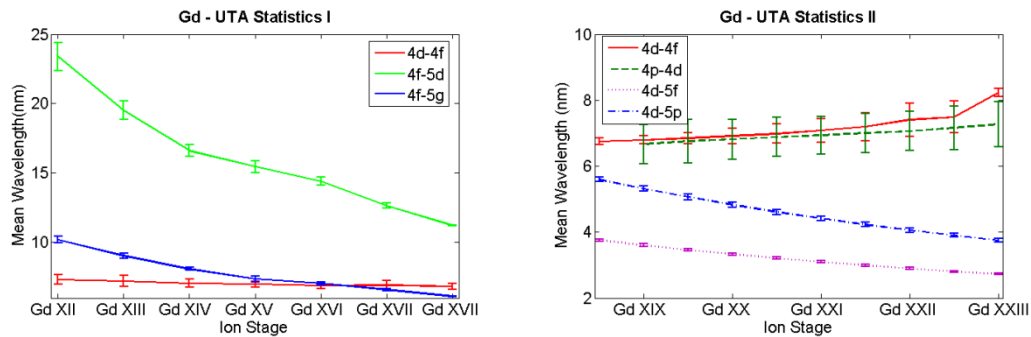 Gd - UTA Statistics I
25
20
15
10
Mean Wavelength(nm)
4d-4f
4f-5d
4f-5g
Gd XII Gd XIII Gd XIV Gd XV Gd XVI Gd XVII Gd XVII
Ion Stage
Gd - UTA Statistics II
10
8
6
4
2
Mean Wavelength (nm)
4d-4f
4p-4d
4d-5f
4d-5p
Gd XIX Gd XX Gd XXI Gd XXII Gd XXIII
Ion Stage